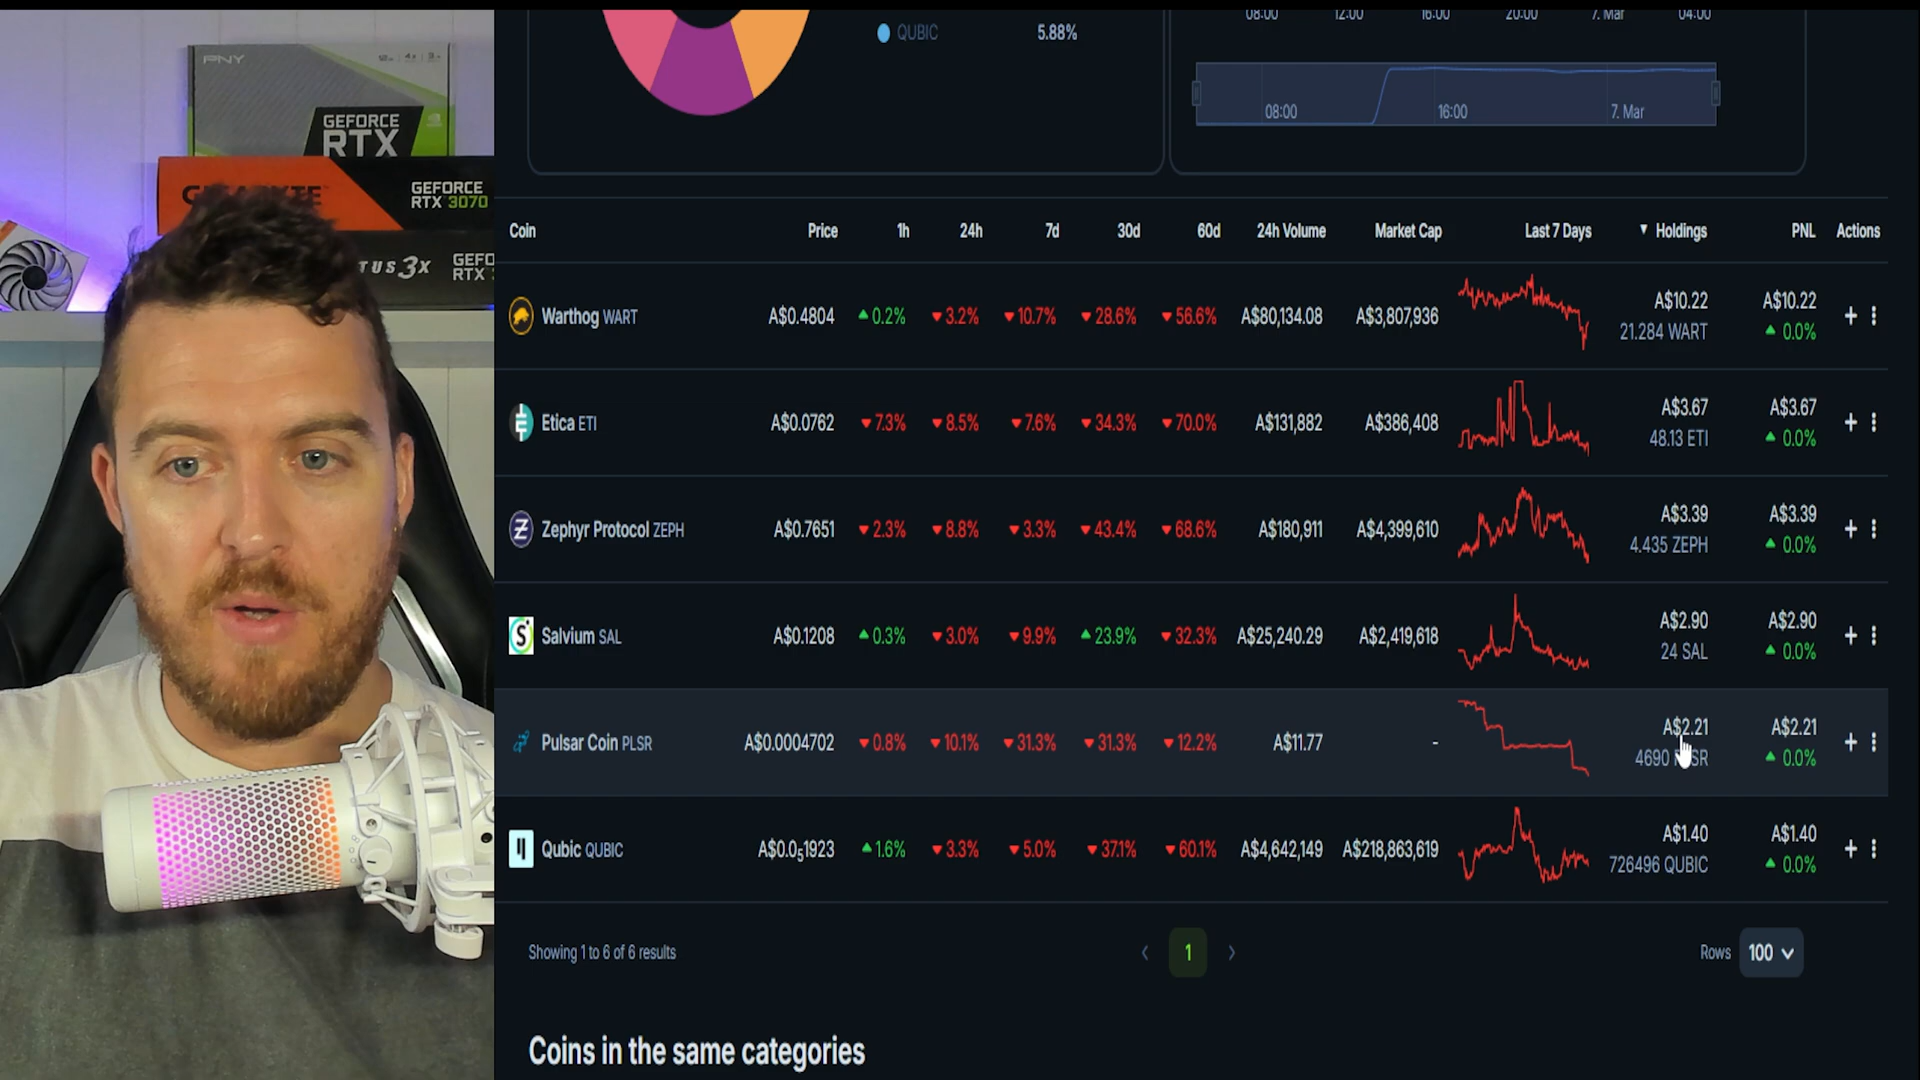 PNY
GEFORCE
RTX
GEFORCE
RTX 3070
TUS 3X
RTX
08:00 12:00 16:00 20:00 7. Mar 04:00
QUBIC 5.88%
08:00 16:00 7. Mar
Coin Price 1h 24h 7d 30d 60d 24h Volume Market Cap Last 7 Days ▼ Holdings PNL Actions
Warthog WART A$0.4804 ▲ 0.2% ▼ 3.2% ▼ 10.7% ▼ 28.6% ▼ 56.6% A$80,134.08 A$3,807,936 A$10.22 A$10.22 +
21.284 WART ▲ 0.0%
Etica ETI A$0.0762 ▼ 7.3% ▼ 8.5% ▼ 7.6% ▼ 34.3% ▼ 70.0% A$131,882 A$386,408 A$3.67 A$3.67 +
48.13 ETI ▲ 0.0%
Zephyr Protocol ZEPH A$0.7651 ▼ 2.3% ▼ 8.8% ▼ 3.3% ▼ 43.4% ▼ 68.6% A$180,911 A$4,399,610 A$3.39 A$3.39 +
4.435 ZEPH ▲ 0.0%
Salvium SAL A$0.1208 ▲ 0.3% ▼ 3.0% ▼ 9.9% ▲ 23.9% ▼ 32.3% A$25,240.29 A$2,419,618 A$2.90 A$2.90 +
24 SAL ▲ 0.0%
Pulsar Coin PLSR A$0.0004702 ▼ 0.8% ▼ 10.1% ▼ 31.3% ▼ 31.3% ▼ 12.2% A$11.77 - A$2.21 A$2.21 +
4690 ▲ 0.0%
Qubic QUBIC A$0.0₅1923 ▲ 1.6% ▼ 3.3% ▼ 5.0% ▼ 37.1% ▼ 60.1% A$4,642,149 A$218,863,619 A$1.40 A$1.40 +
726496 QUBIC ▲ 0.0%
Showing 1 to 6 of 6 results ‹ 1 › Rows 100
Coins in the same categories